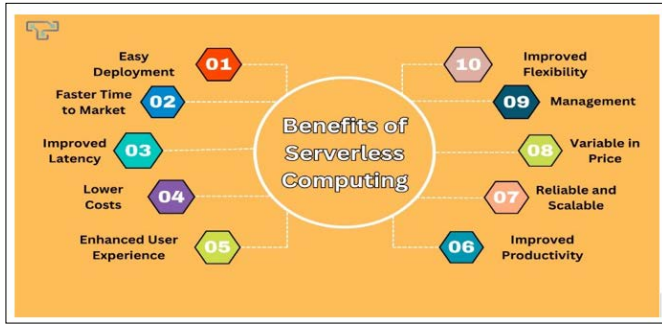 Easy
Deployment
01
Faster Time
to Market
02
Improved
Latency
03
Lower
Costs
04
Enhanced User
Experience
05
Benefits of
Serverless
Computing
10
Improved
Flexibility
09
Management
08
Variable in
Price
07
Reliable and
Scalable
06
Improved
Productivity